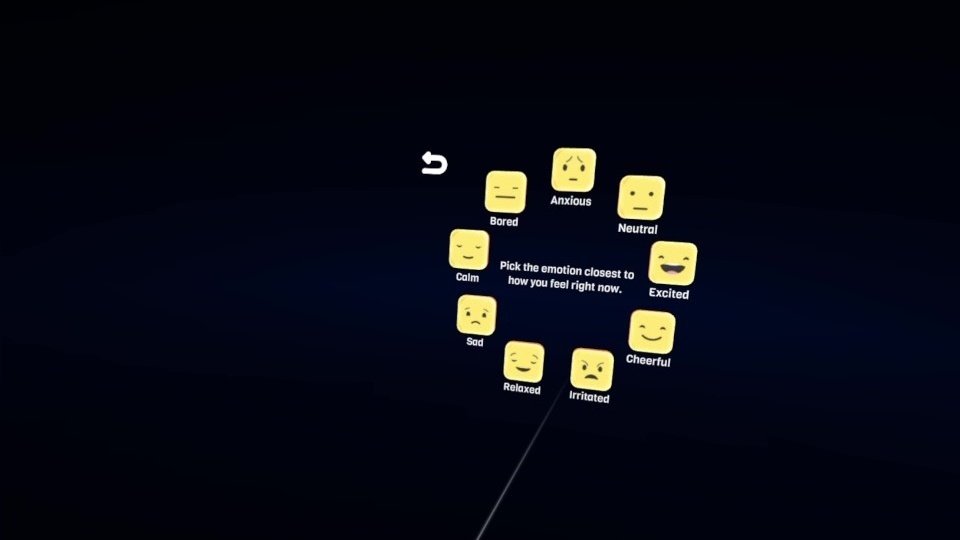 Anxious
Bored
Neutral
Calm
Pick the emotion closest to
how you feel right now.
Excited
Sad
Cheerful
Relaxed
Irritated